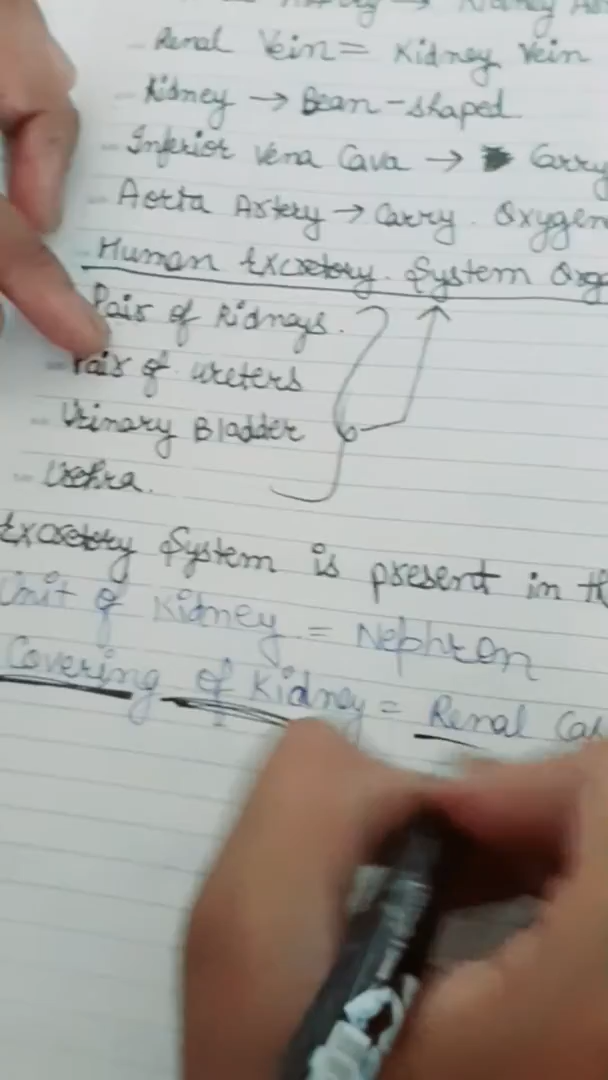 Renal Vein = Kidney Vein
- Kidney → Bean-shaped
- Inferior Vena Cava → Carry
- Aorta Artery → Carry. Oxygen
Human Excretory. System
Pair of Kidneys.
- Pair of ureters
- Urinary Bladder
- Urethra.
Excretory System is present in
Unit of Kidney = Nephron
Covering of Kidney = Renal